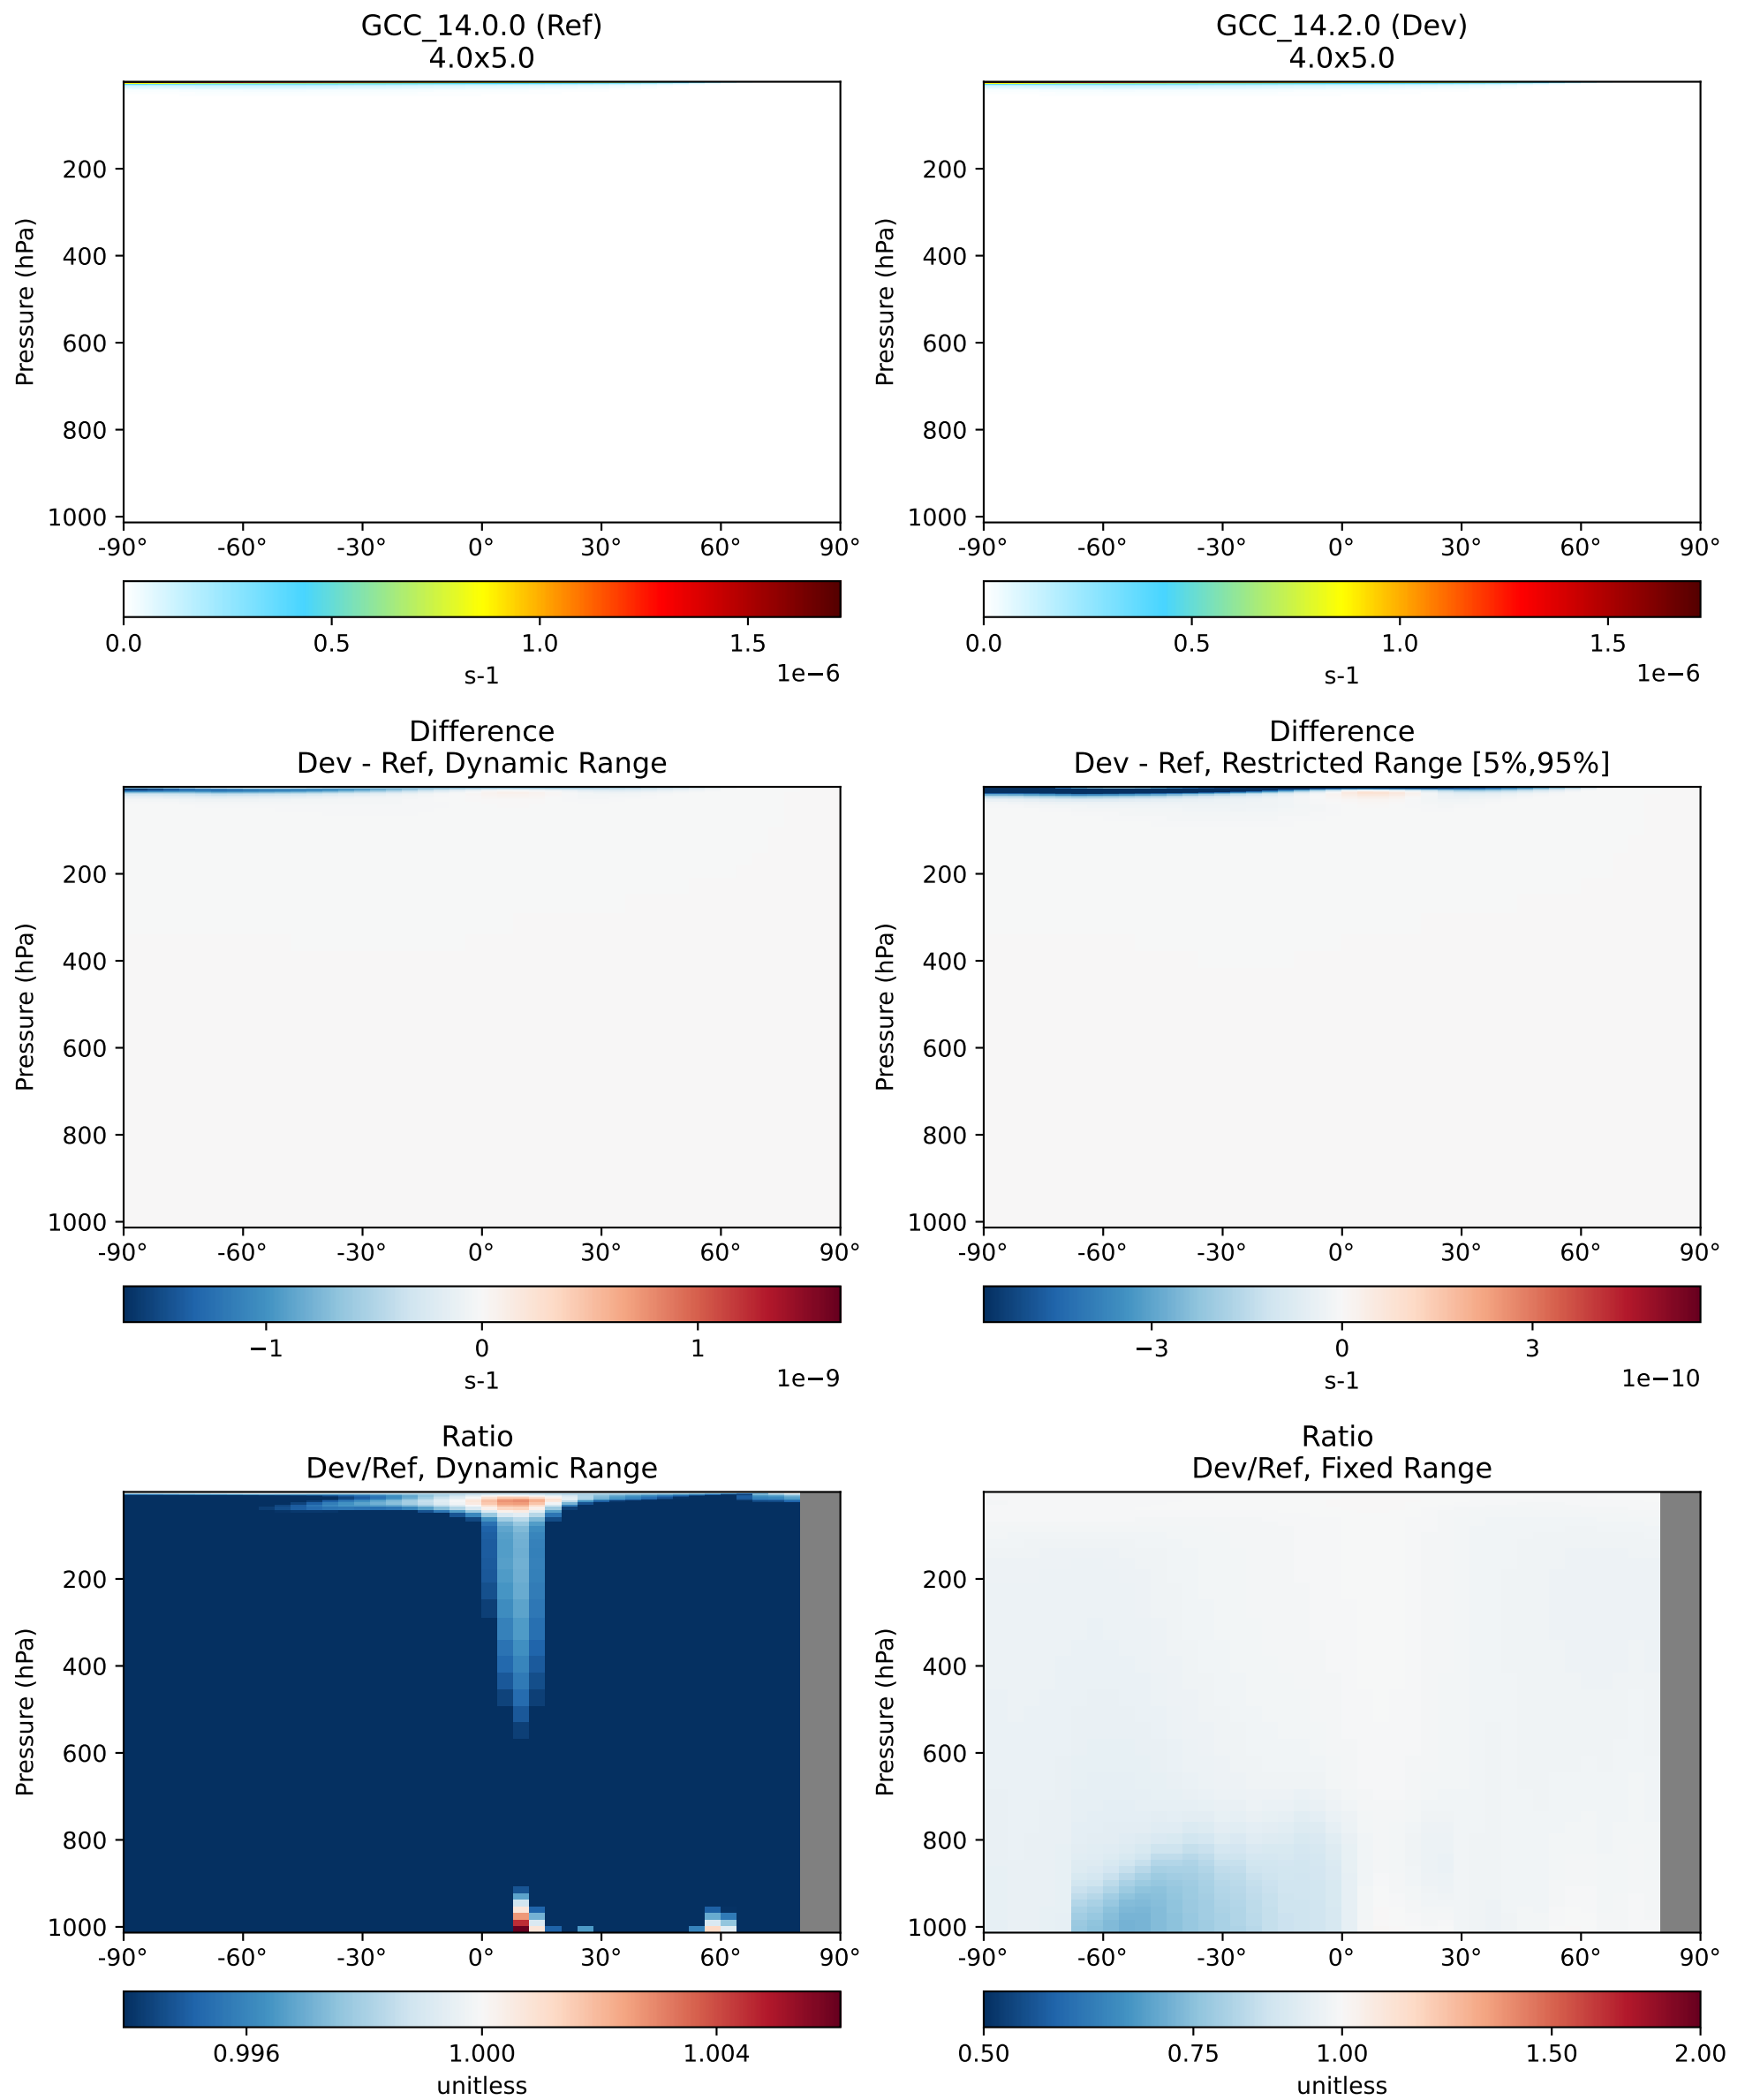 GCC_14.0.0 (Ref)
4.0x5.0
Pressure (hPa)
200
400
600
800
1000
-90° -60° -30° 0° 30° 60° 90°
0.0 0.5 1.0 1.5
s-1
1e−6
GCC_14.2.0 (Dev)
4.0x5.0
Pressure (hPa)
200
400
600
800
1000
-90° -60° -30° 0° 30° 60° 90°
0.0 0.5 1.0 1.5
s-1
1e−6
Difference
Dev - Ref, Dynamic Range
Pressure (hPa)
200
400
600
800
1000
-90° -60° -30° 0° 30° 60° 90°
−1 0 1
s-1
1e−9
Difference
Dev - Ref, Restricted Range [5%,95%]
Pressure (hPa)
200
400
600
800
1000
-90° -60° -30° 0° 30° 60° 90°
−3 0 3
s-1
1e−10
Ratio
Dev/Ref, Dynamic Range
Pressure (hPa)
200
400
600
800
1000
-90° -60° -30° 0° 30° 60° 90°
0.996 1.000 1.004
unitless
Ratio
Dev/Ref, Fixed Range
Pressure (hPa)
200
400
600
800
1000
-90° -60° -30° 0° 30° 60° 90°
0.50 0.75 1.00 1.50 2.00
unitless